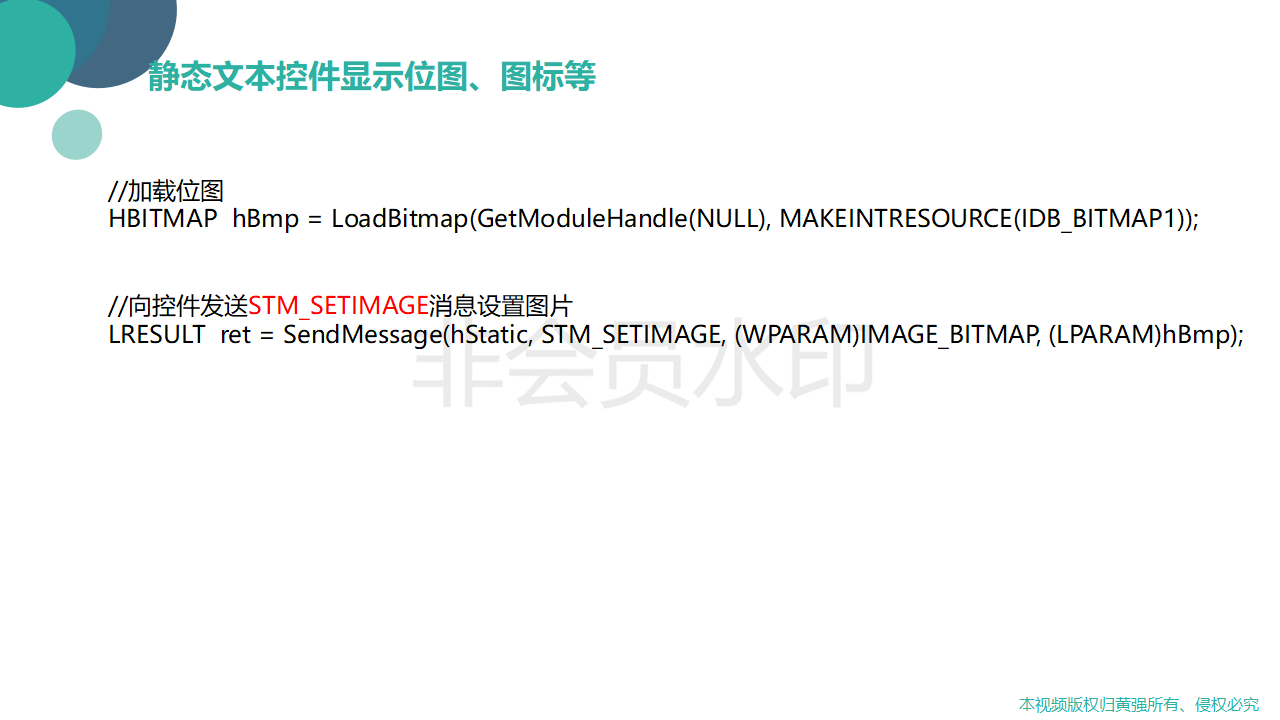 静态文本控件显示位图、图标等
//加载位图
HBITMAP  hBmp = LoadBitmap(GetModuleHandle(NULL), MAKEINTRESOURCE(IDB_BITMAP1));
//向控件发送STM_SETIMAGE消息设置图片
LRESULT  ret = SendMessage(hStatic, STM_SETIMAGE, (WPARAM)IMAGE_BITMAP, (LPARAM)hBmp);
非会员水印
本视频版权归黄强所有、侵权必究